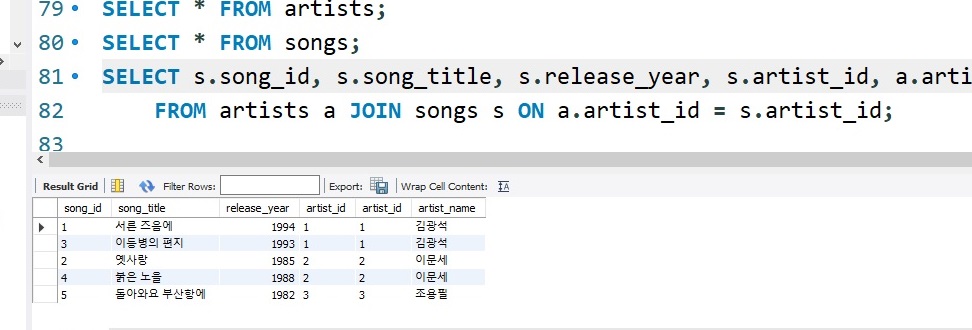 79 SELECT * FROM artists;
80 SELECT * FROM songs;
81 SELECT s.song_id, s.song_title, s.release_year, s.artist_id, a.arti
82 FROM artists a JOIN songs s ON a.artist_id = s.artist_id;
83
Result Grid Filter Rows: Export: Wrap Cell Content: IA
song_id song_title release_year artist_id artist_id artist_name
1 서른 즈음에 1994 1 1 김광석
3 이등병의 편지 1993 1 1 김광석
2 옛사랑 1985 2 2 이문세
4 붉은 노을 1988 2 2 이문세
5 돌아와요 부산항에 1982 3 3 조용필